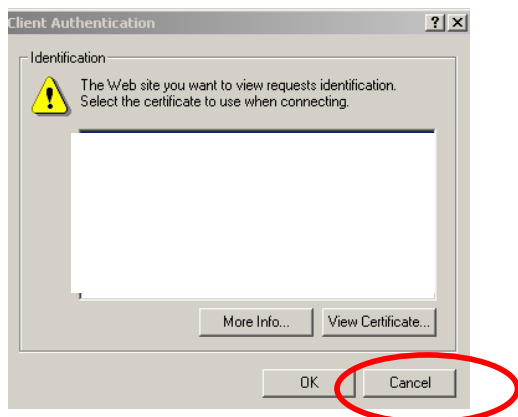 Client Authentication
? X
Identification
The Web site you want to view requests identification.
Select the certificate to use when connecting.
More Info... View Certificate...
OK Cancel